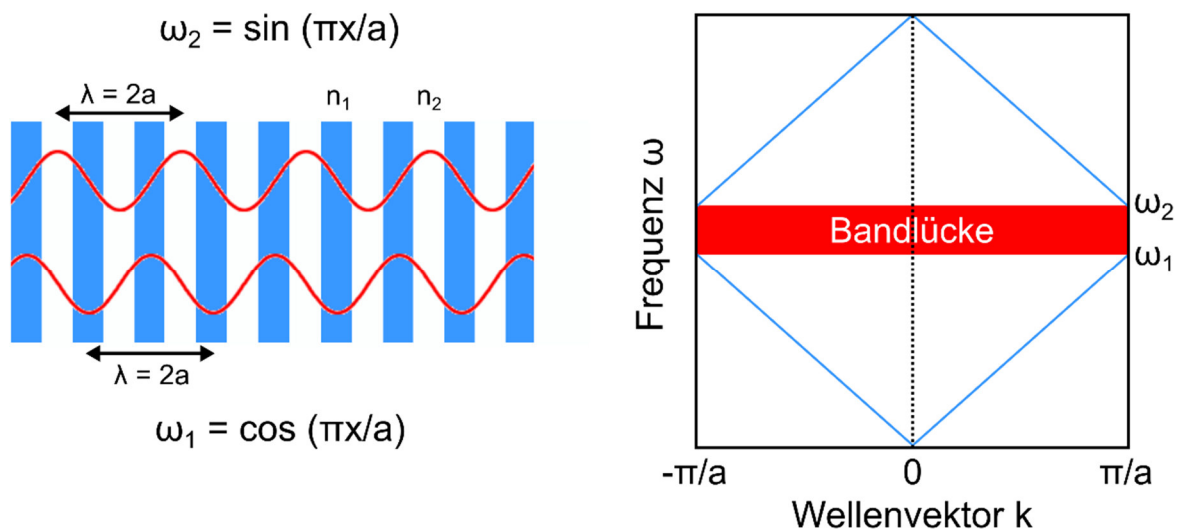 ω₂ = sin (πx/a)
λ = 2a
n₁
n₂
λ = 2a
ω₁ = cos (πx/a)
Frequenz ω
Bandlücke
ω₂
ω₁
-π/a
0
π/a
Wellenvektor k